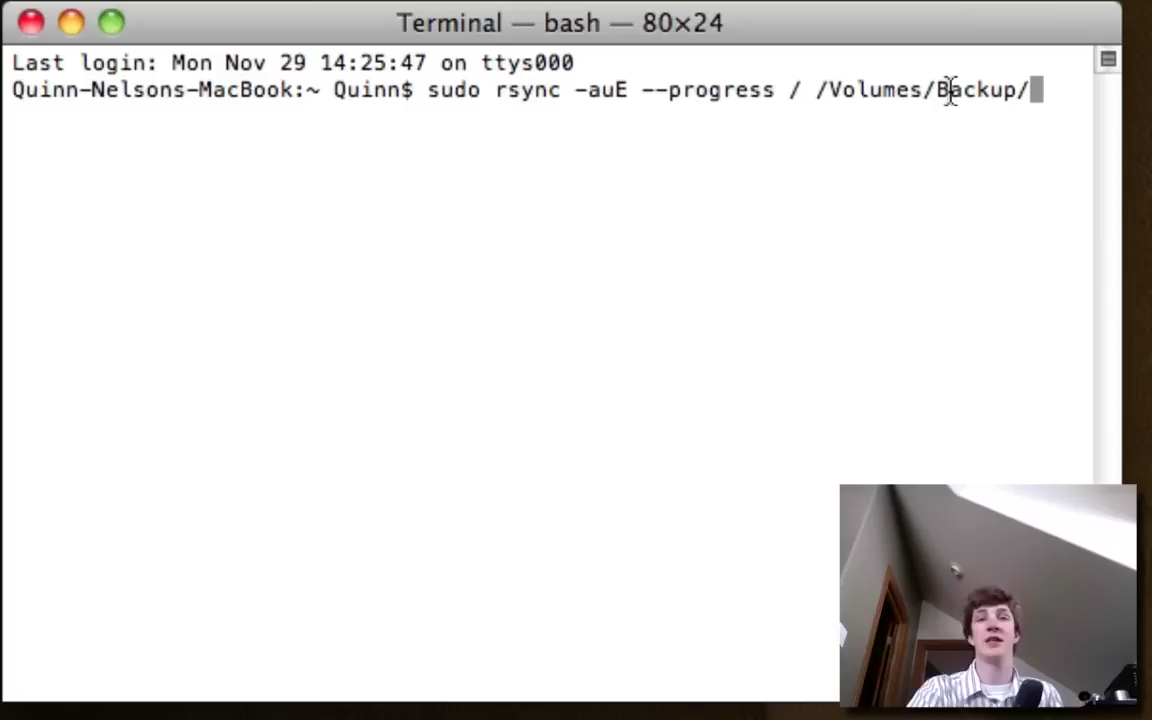 Terminal — bash — 80×24
Last login: Mon Nov 29 14:25:47 on ttys000
Quinn-Nelsons-MacBook:~ Quinn$ sudo rsync -auE --progress / /Volumes/Backup/